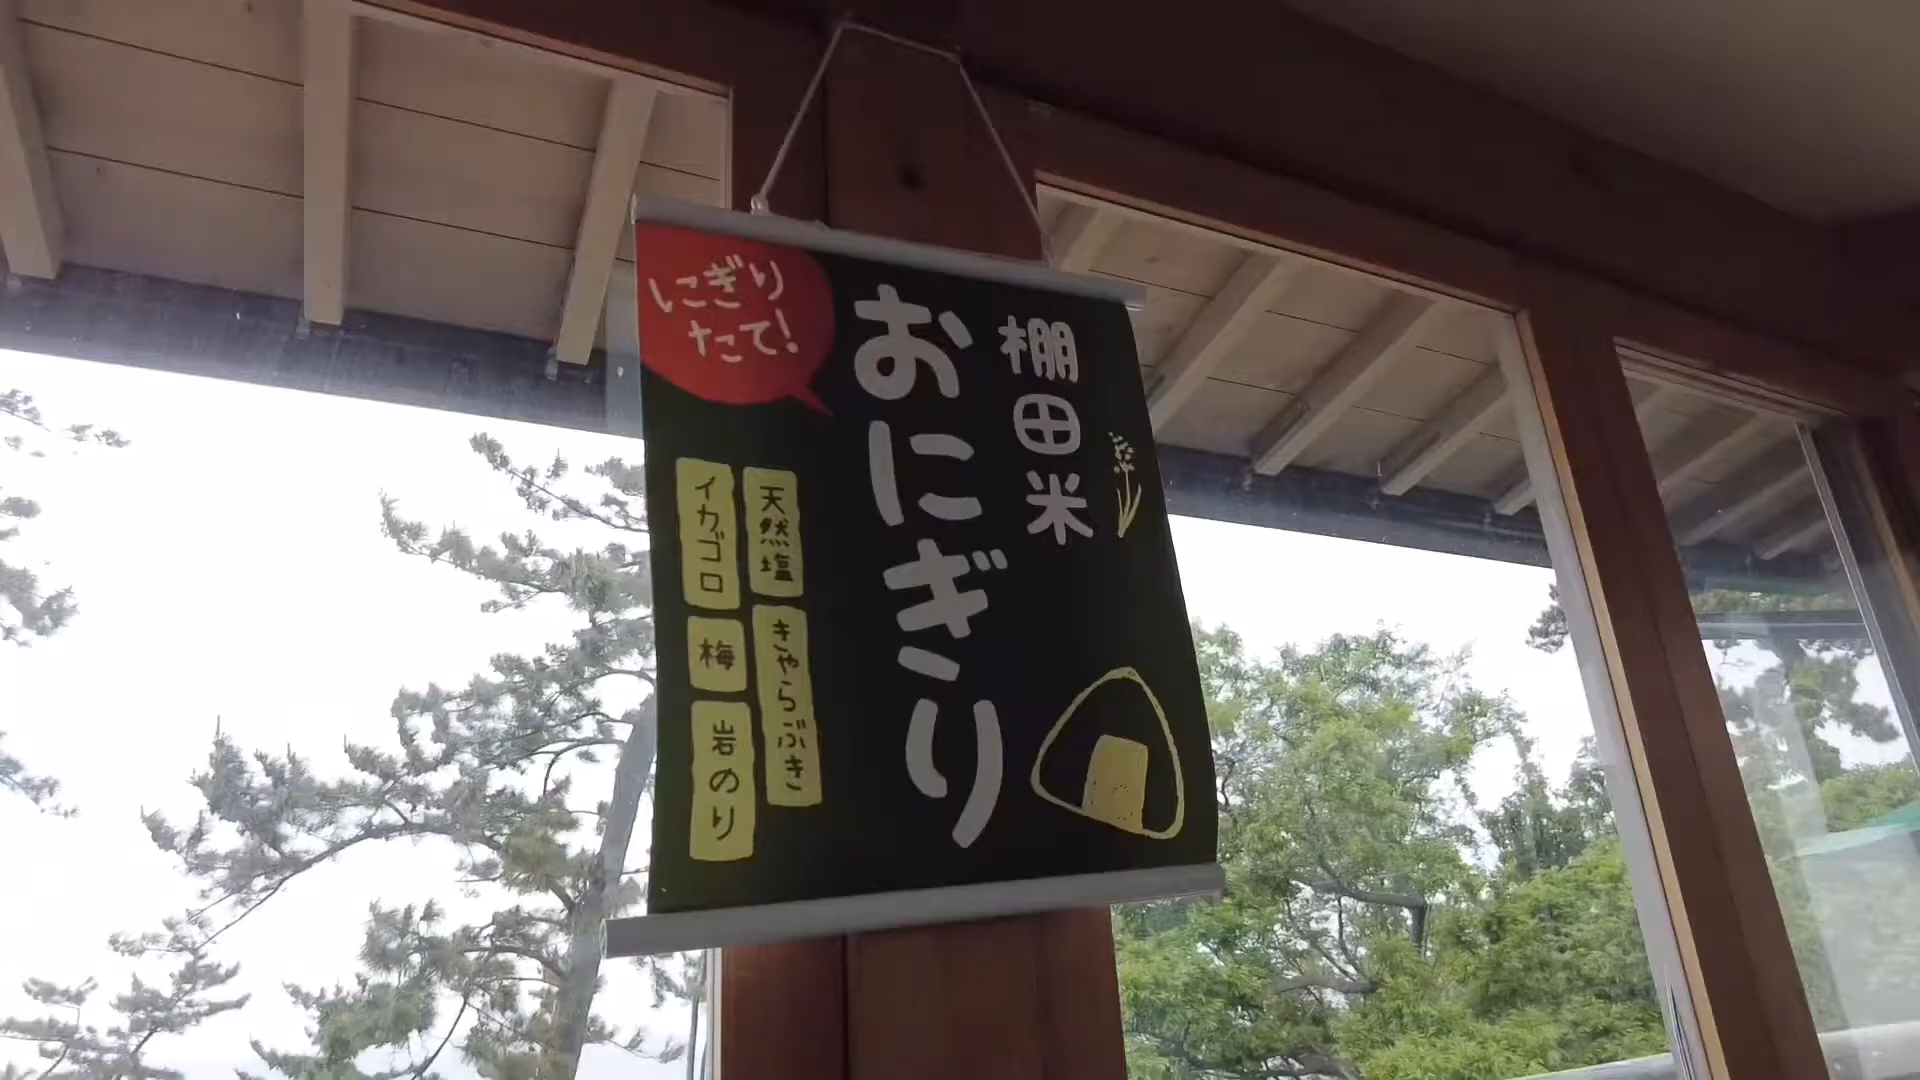 棚田米
おにぎり
にぎり
たて!
天然塩
きゃらぶき
イカゴロ
梅
岩のり